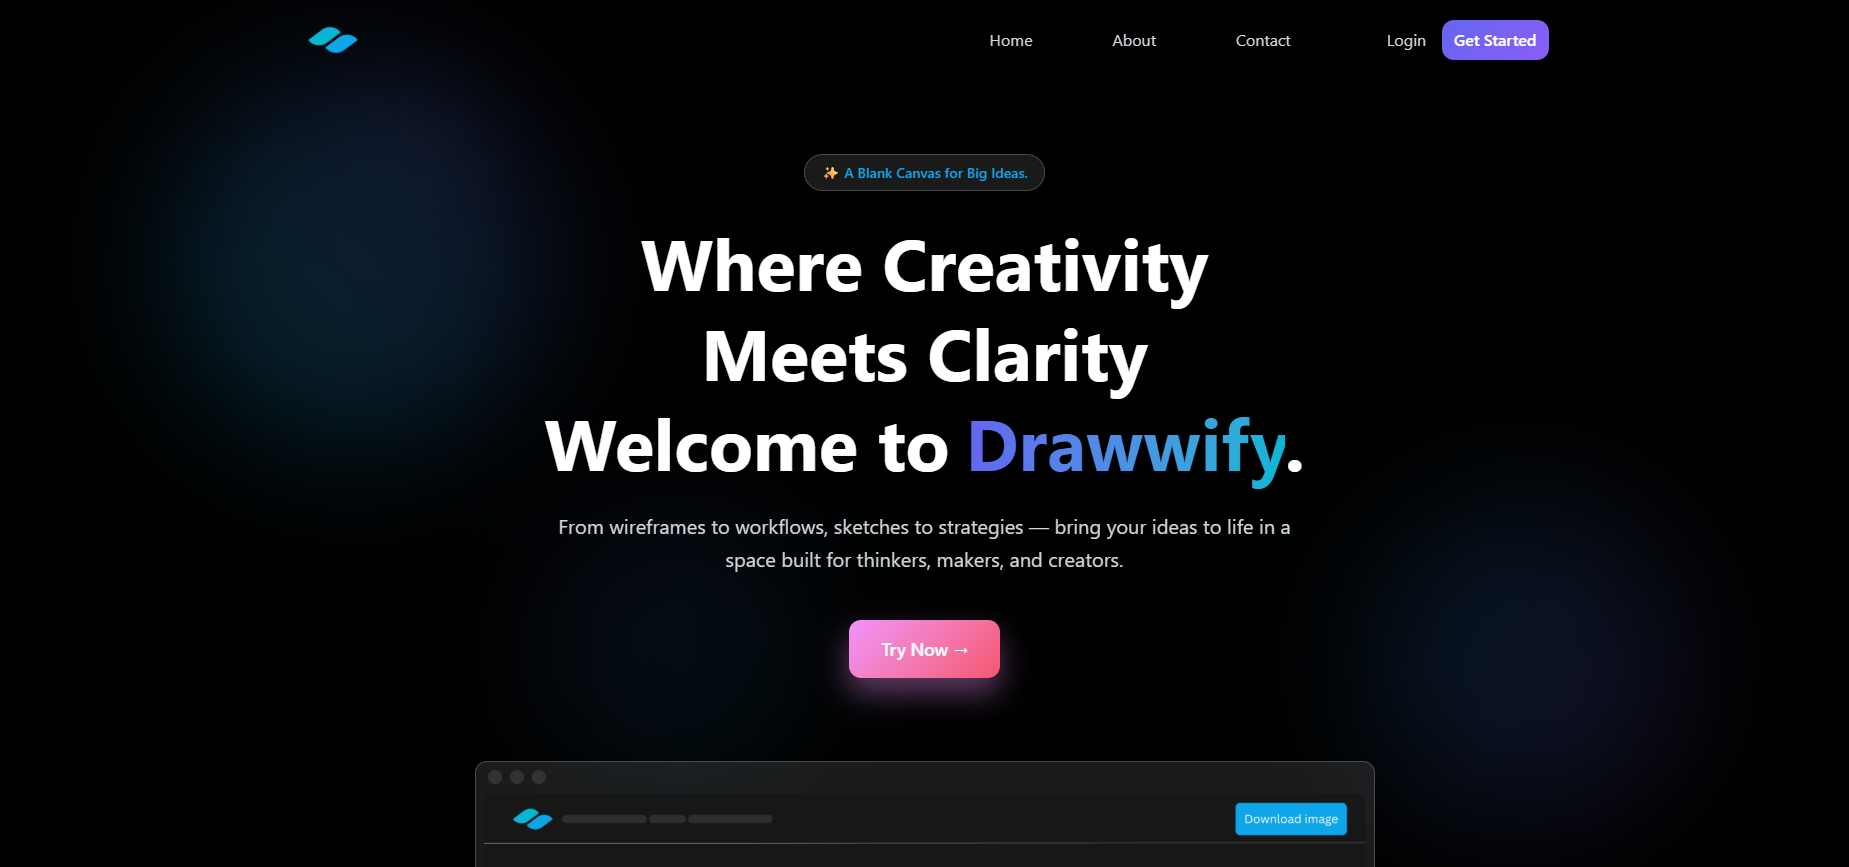 Home About Contact Login Get Started
✨ A Blank Canvas for Big Ideas.
Where Creativity
Meets Clarity
Welcome to Drawwify.
From wireframes to workflows, sketches to strategies — bring your ideas to life in a
space built for thinkers, makers, and creators.
Try Now →
Download image